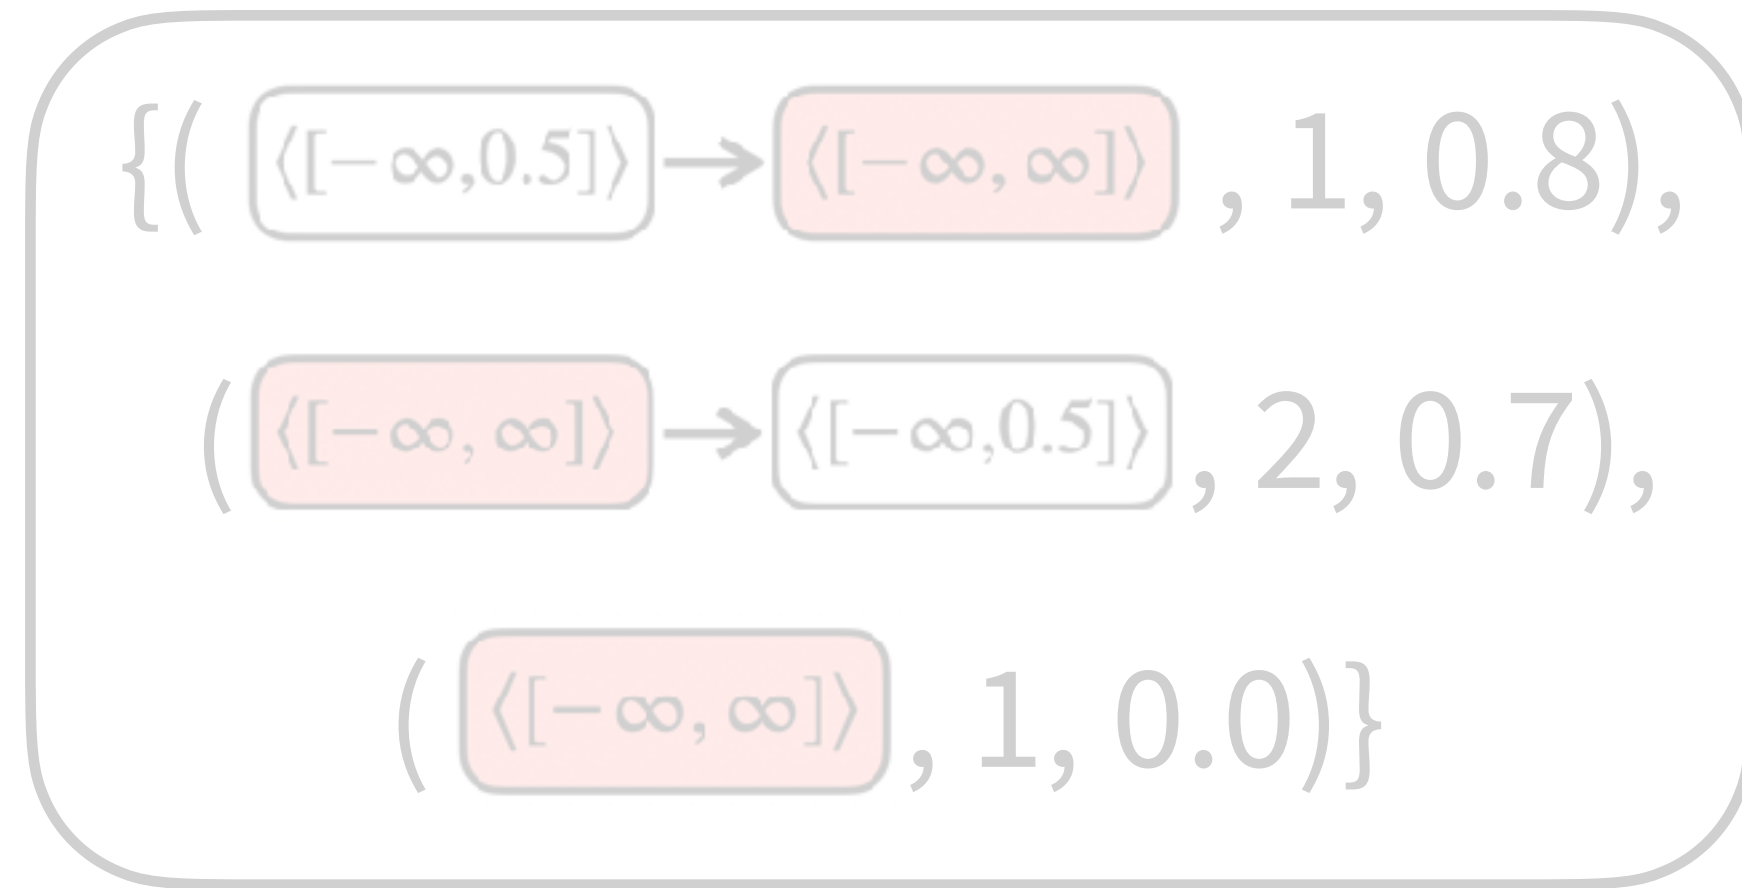 {( ⟨[−∞,0.5]⟩ → ⟨[−∞, ∞]⟩ , 1, 0.8),
( ⟨[−∞, ∞]⟩ → ⟨[−∞,0.5]⟩ , 2, 0.7),
( ⟨[−∞, ∞]⟩ , 1, 0.0)}